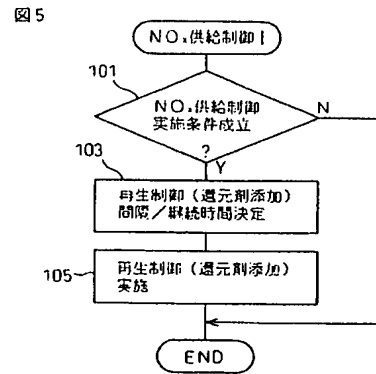 図5
NOx供給制御I
101
NOx供給制御
実施条件成立
?
N
Y
103
再生制御(還元剤添加)
間隔/継続時間決定
105
再生制御(還元剤添加)
実施
END